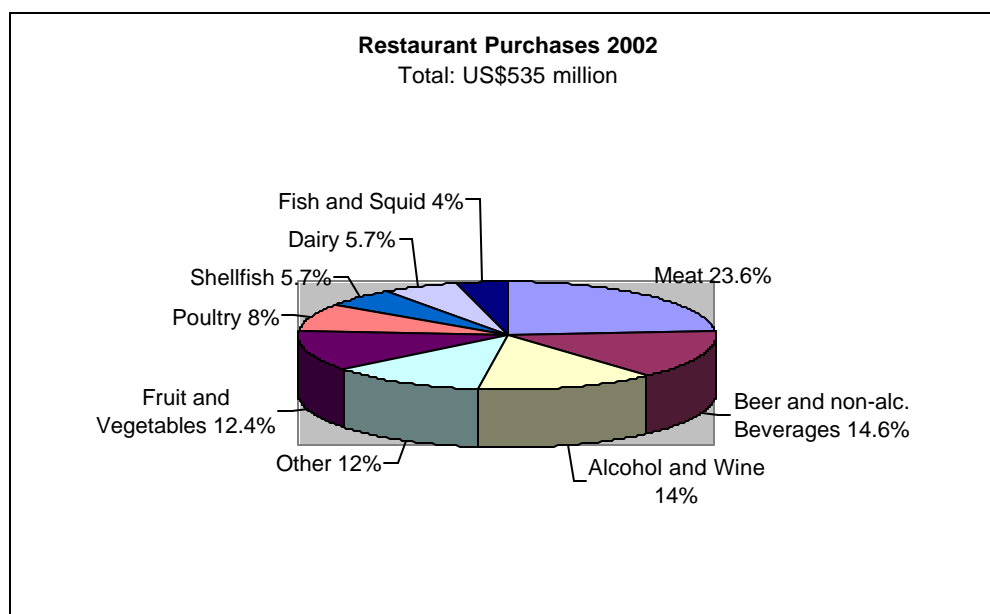 Restaurant Purchases 2002
Total: US$535 million
Fish and Squid 4%
Dairy 5.7%
Shellfish 5.7%
Meat 23.6%
Poultry 8%
Fruit and
Vegetables 12.4%
Beer and non-alc.
Beverages 14.6%
Other 12%
Alcohol and Wine
14%